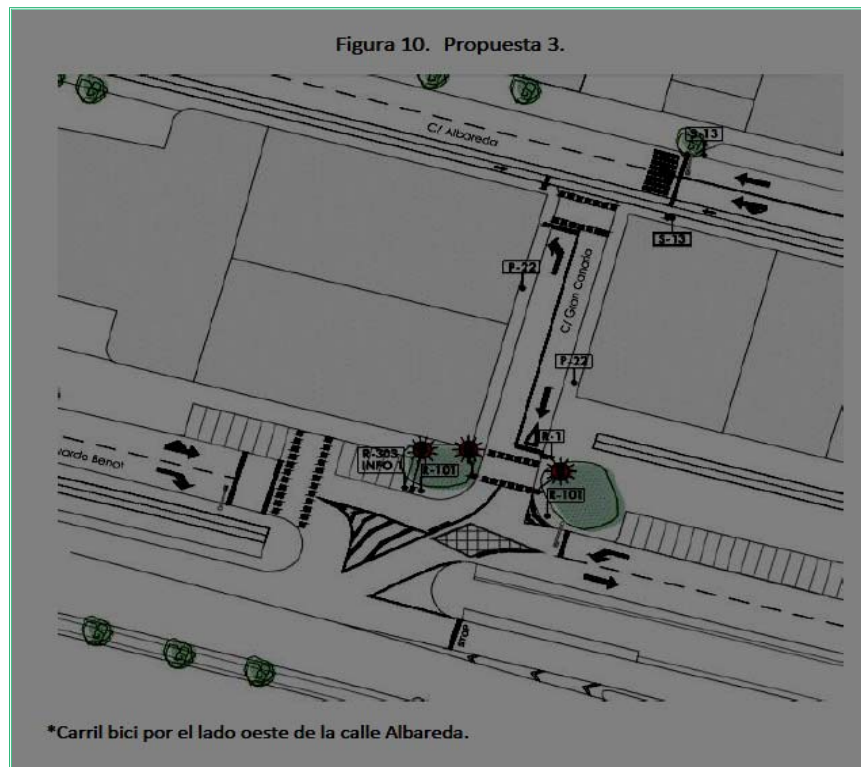 Figura 10. Propuesta 3.
C/ Albareda
S-13
S-13
P-22
C/ Gran Canaria
P-22
R-1
R-303
INFO 1
R-101
R-101
STOP
*Carril bici por el lado oeste de la calle Albareda.